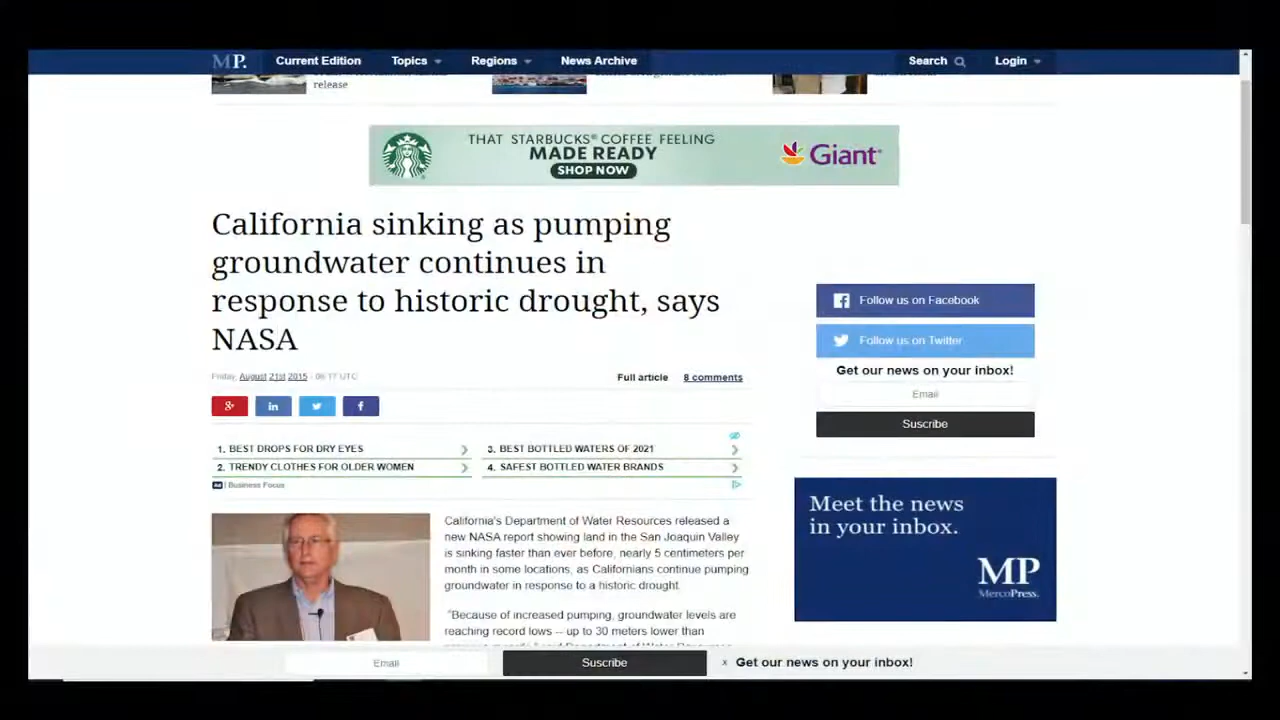 MP. Current Edition Topics Regions News Archive Search Login
release
THAT STARBUCKS® COFFEE FEELING
MADE READY
SHOP NOW
Giant
California sinking as pumping
groundwater continues in
response to historic drought, says
NASA
Friday, August 21st 2015 - 06:17 UTC
Full article 8 comments
g+ in f
1. BEST DROPS FOR DRY EYES
2. TRENDY CLOTHES FOR OLDER WOMEN
3. BEST BOTTLED WATERS OF 2021
4. SAFEST BOTTLED WATER BRANDS
Ad | Business Focus
California's Department of Water Resources released a
new NASA report showing land in the San Joaquin Valley
is sinking faster than ever before, nearly 5 centimeters per
month in some locations, as Californians continue pumping
groundwater in response to a historic drought.
“Because of increased pumping, groundwater levels are
reaching record lows -- up to 30 meters lower than
Follow us on Facebook
Follow us on Twitter
Get our news on your inbox!
Email
Suscribe
Meet the news
in your inbox.
MP
MercoPress.
Email Suscribe x Get our news on your inbox!